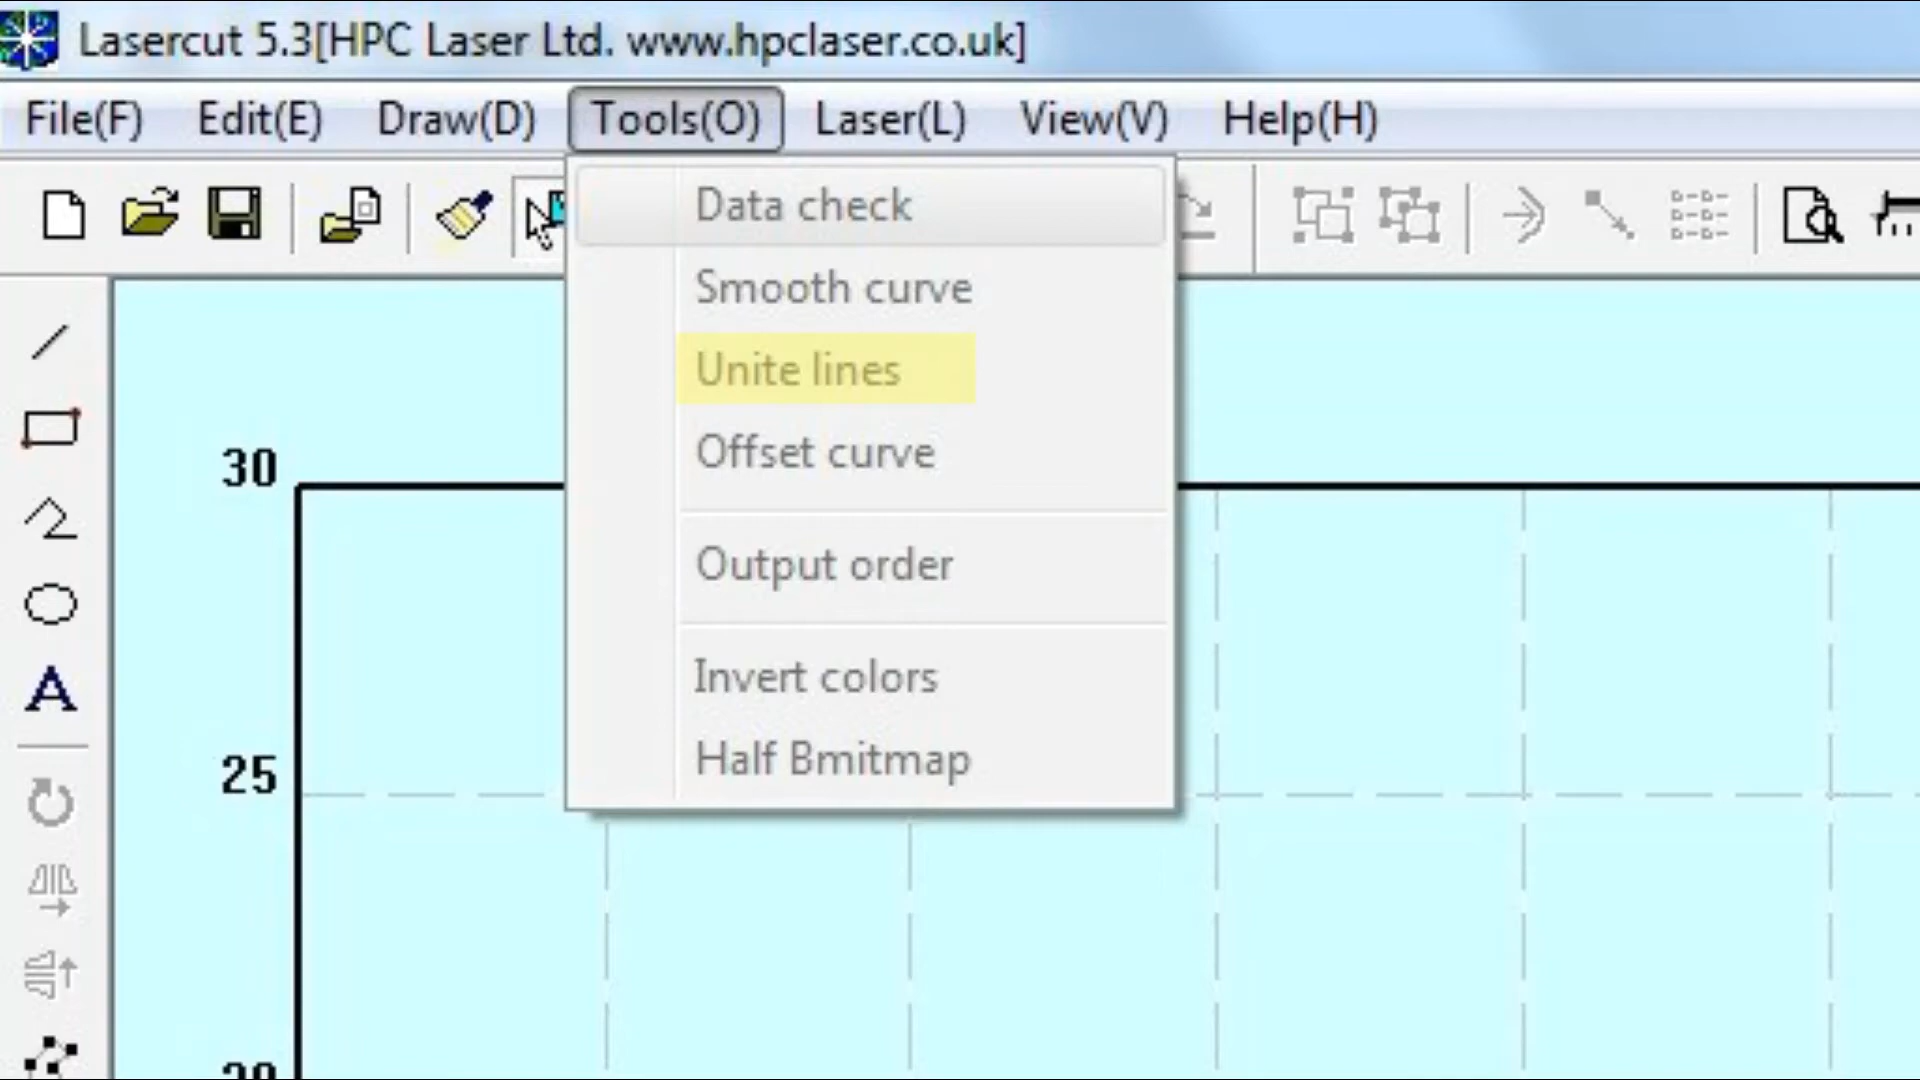 Lasercut 5.3[HPC Laser Ltd. www.hpclaser.co.uk]
File(F) Edit(E) Draw(D) Tools(O) Laser(L) View(V) Help(H)
Data check
Smooth curve
Unite lines
Offset curve
Output order
Invert colors
Half Bmitmap
A
30
25